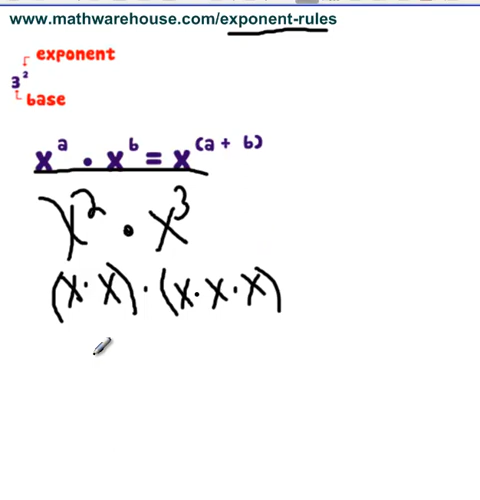 www.mathwarehouse.com/exponent-rules
exponent
3²
base
xᵃ • xᵇ = x⁽ᵃ ⁺ ᵇ⁾
x² • x³
(x · x) · (x · x · x)